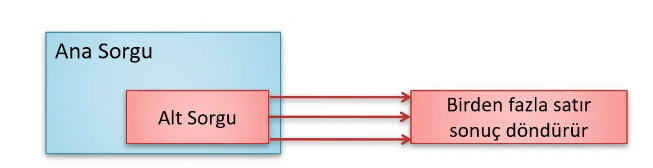 Ana Sorgu
Alt Sorgu
Birden fazla satır
sonuç döndürür